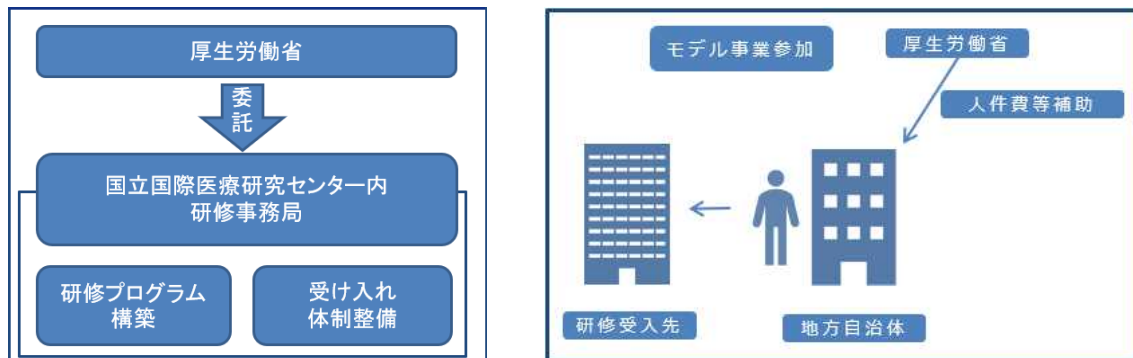 厚生労働省
委
託
国立国際医療研究センター内
研修事務局
研修プログラム
構築
受け入れ
体制整備
モデル事業参加
厚生労働省
人件費等補助
研修受入先
地方自治体